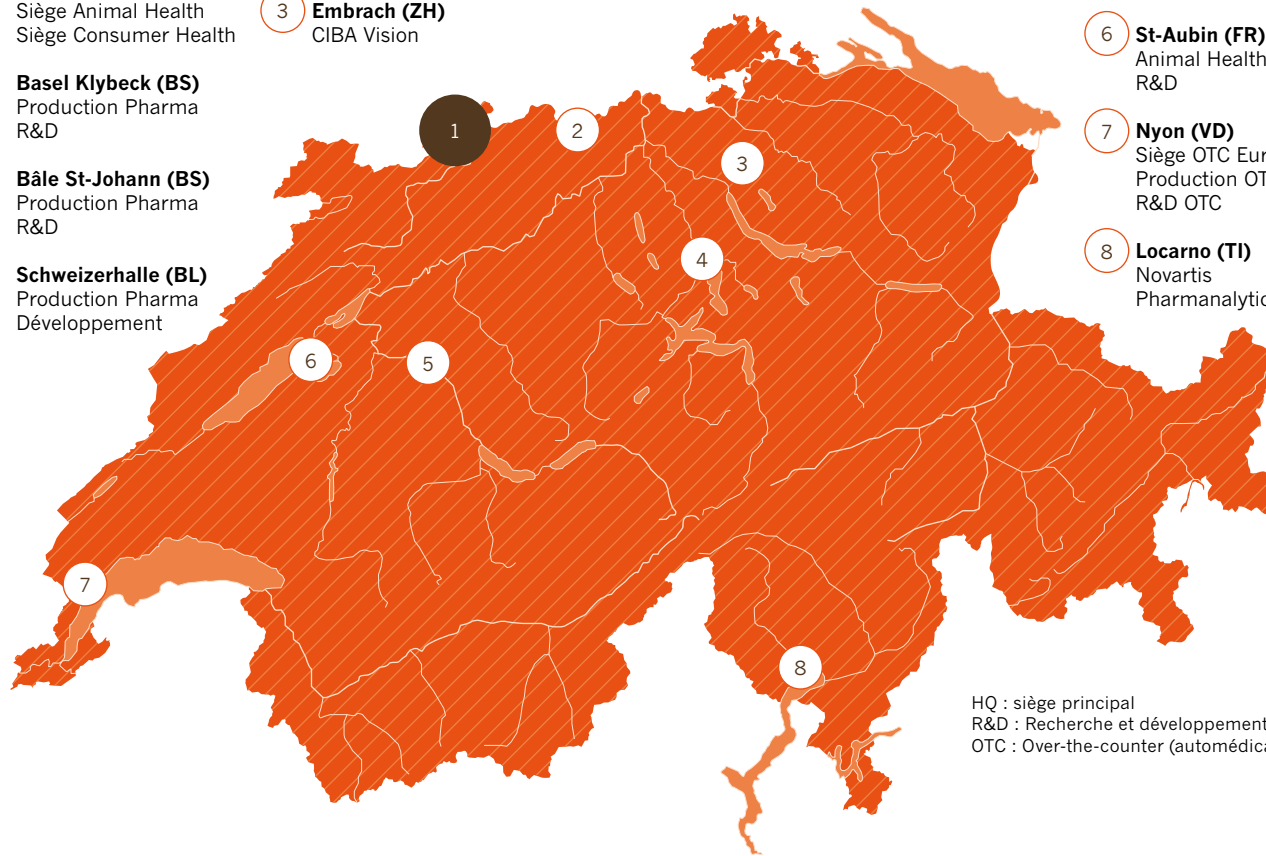 Siège Animal Health
Siège Consumer Health
Basel Klybeck (BS)
Production Pharma
R&D
Bâle St-Johann (BS)
Production Pharma
R&D
Schweizerhalle (BL)
Production Pharma
Développement
3 Embrach (ZH)
CIBA Vision
6 St-Aubin (FR)
Animal Health
R&D
7 Nyon (VD)
Siège OTC Eur
Production OT
R&D OTC
8 Locarno (TI)
Novartis
Pharmanalytic
1
2
3
4
5
6
7
8
HQ : siège principal
R&D : Recherche et développement
OTC : Over-the-counter (automédica